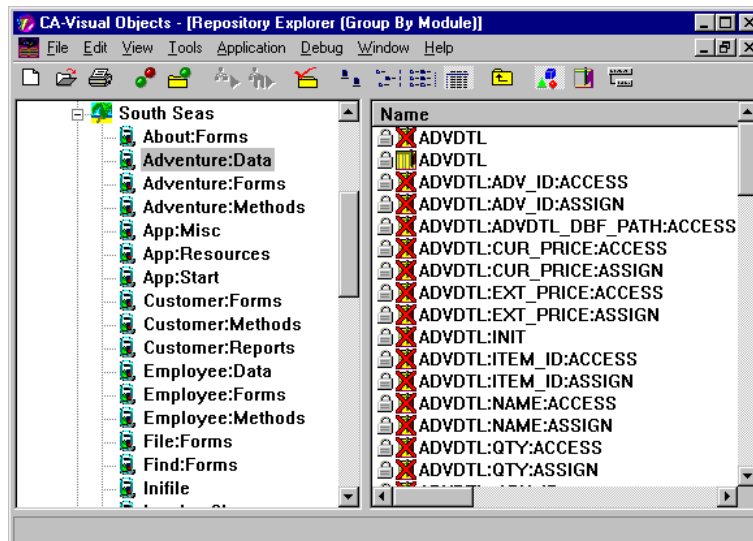 CA-Visual Objects - [Repository Explorer (Group By Module)]
File Edit View Tools Application Debug Window Help
South Seas
About:Forms
Adventure:Data
Adventure:Forms
Adventure:Methods
App:Misc
App:Resources
App:Start
Customer:Forms
Customer:Methods
Customer:Reports
Employee:Data
Employee:Forms
Employee:Methods
File:Forms
Find:Forms
Inifile
Name
ADVDTL
ADVDTL
ADVDTL:ADV_ID:ACCESS
ADVDTL:ADV_ID:ASSIGN
ADVDTL:ADVDTL_DBF_PATH:ACCESS
ADVDTL:CUR_PRICE:ACCESS
ADVDTL:CUR_PRICE:ASSIGN
ADVDTL:EXT_PRICE:ACCESS
ADVDTL:EXT_PRICE:ASSIGN
ADVDTL:INIT
ADVDTL:ITEM_ID:ACCESS
ADVDTL:ITEM_ID:ASSIGN
ADVDTL:NAME:ACCESS
ADVDTL:NAME:ASSIGN
ADVDTL:QTY:ACCESS
ADVDTL:QTY:ASSIGN